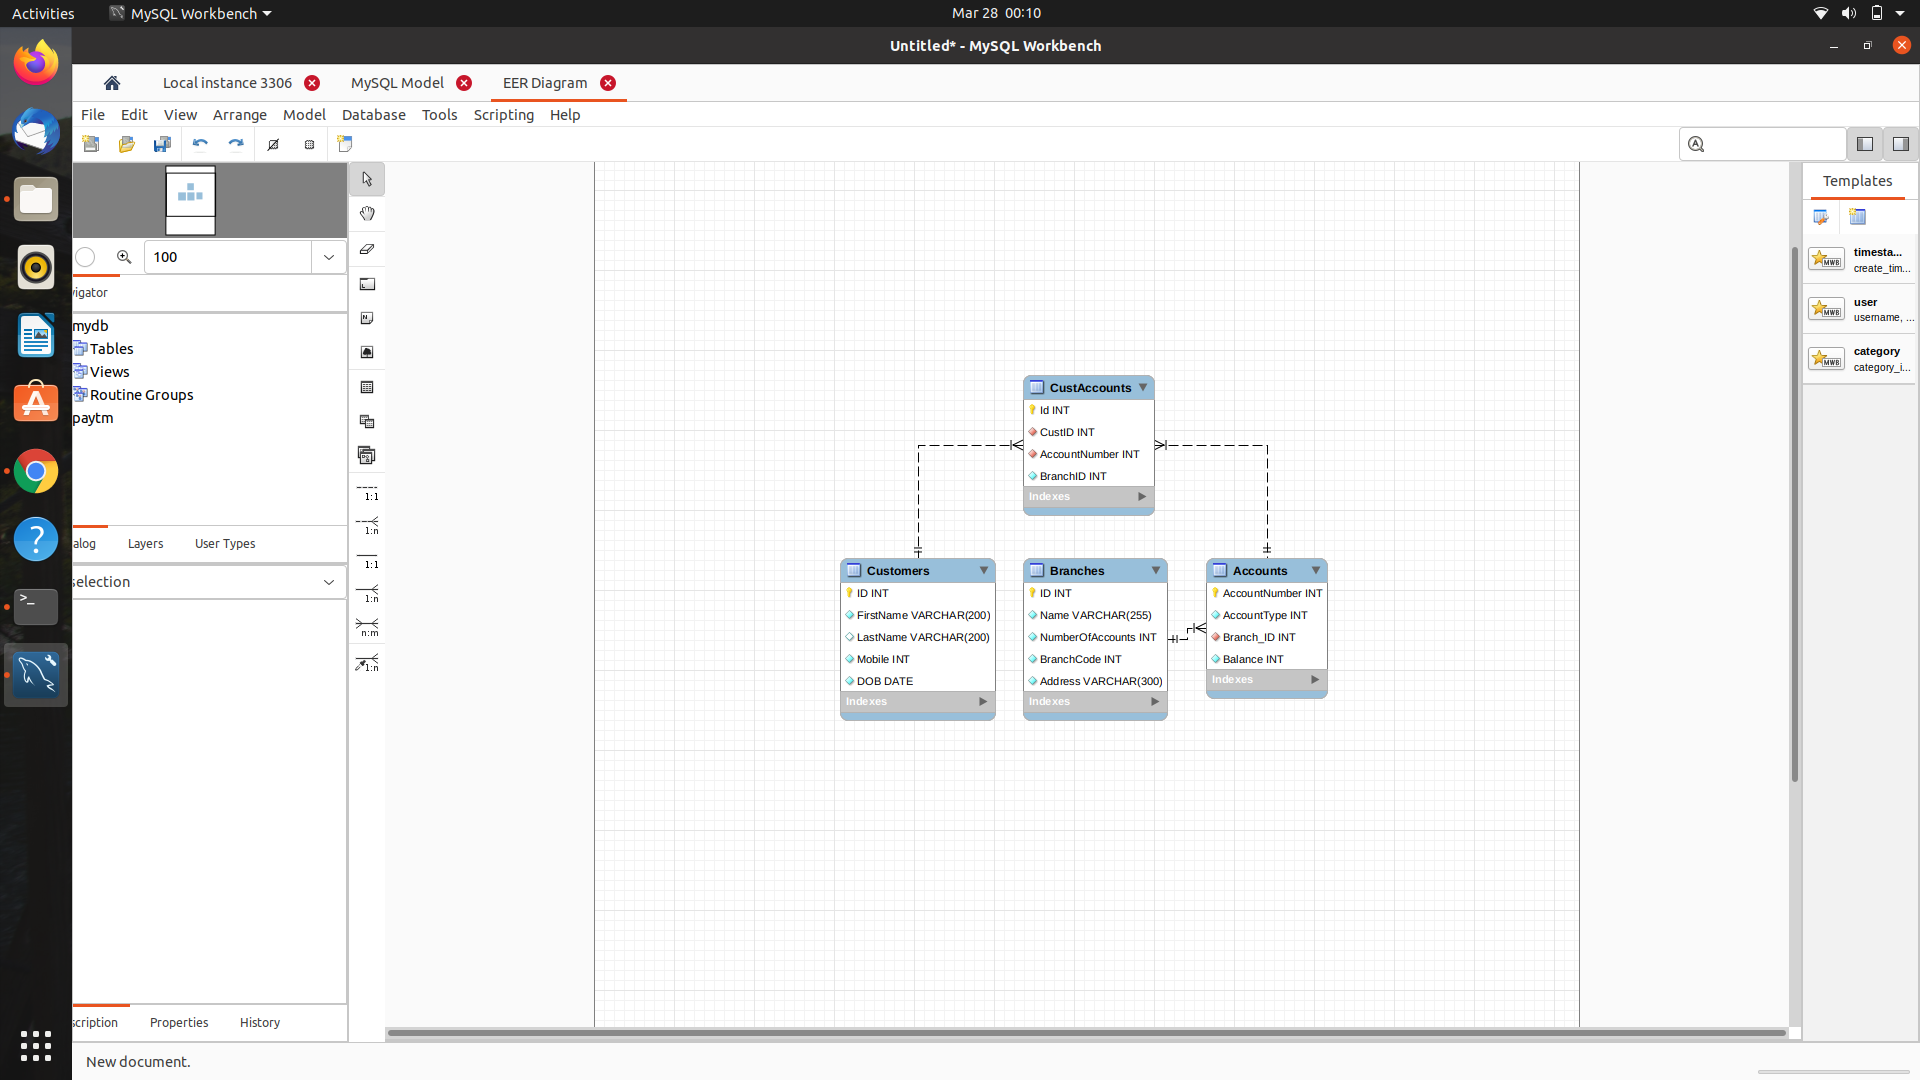 Activities
MySQL Workbench
Mar 28 00:10
Untitled* - MySQL Workbench
Local instance 3306
MySQL Model
EER Diagram
File Edit View Arrange Model Database Tools Scripting Help
100
vigator
mydb
Tables
Views
Routine Groups
paytm
alog
Layers
User Types
selection
scription
Properties
History
New document.
1:1
1:n
1:1
1:n
n:m
1:n
CustAccounts
Id INT
CustID INT
AccountNumber INT
BranchID INT
Indexes
Customers
ID INT
FirstName VARCHAR(200)
LastName VARCHAR(200)
Mobile INT
DOB DATE
Indexes
Branches
ID INT
Name VARCHAR(255)
NumberOfAccounts INT
BranchCode INT
Address VARCHAR(300)
Indexes
Accounts
AccountNumber INT
AccountType INT
Branch_ID INT
Balance INT
Indexes
Templates
MWB
timesta...
create_tim...
MWB
user
username, ...
MWB
category
category_i...